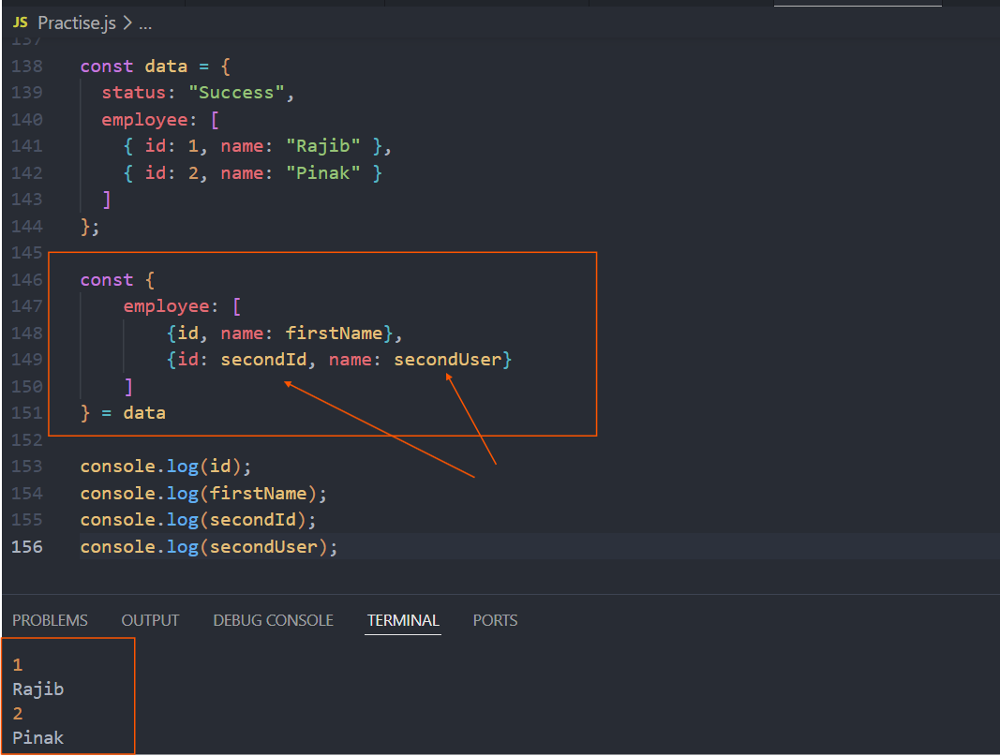 JS Practise.js > ...
137
138 const data = {
139 status: "Success",
140 employee: [
141 { id: 1, name: "Rajib" },
142 { id: 2, name: "Pinak" }
143 ]
144 };
145
146 const {
147 employee: [
148 {id, name: firstName},
149 {id: secondId, name: secondUser}
150 ]
151 } = data
152
153 console.log(id);
154 console.log(firstName);
155 console.log(secondId);
156 console.log(secondUser);
PROBLEMS OUTPUT DEBUG CONSOLE TERMINAL PORTS
1
Rajib
2
Pinak